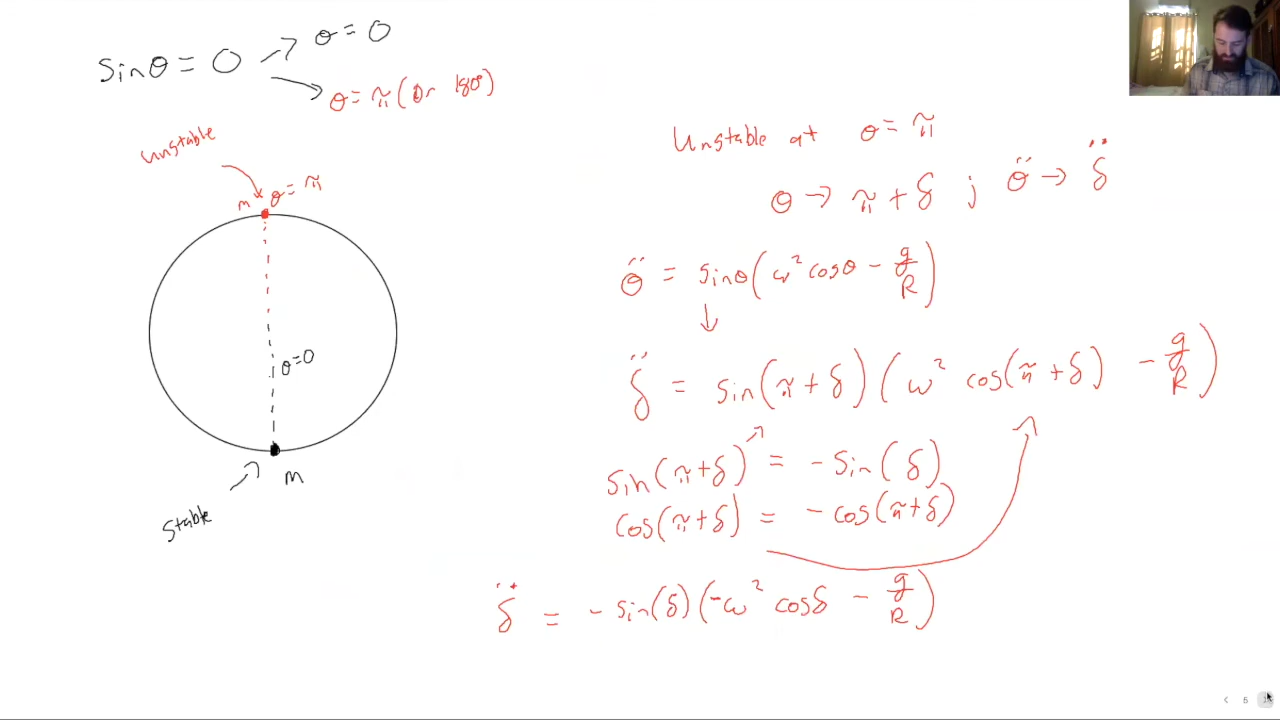 sinθ = 0 → θ = 0
→ θ = π (or 180°)
unstable
m θ = π
θ=0
m
stable
Unstable at θ = π
θ → π + δ ; θ̈ → δ̈
θ̈ = sinθ(ω² cosθ - g/R)
↓
δ̈ = sin(π + δ)(ω² cos(π + δ) - g/R)
sin(π+δ) = - sin(δ)
cos(π+δ) = - cos(π+δ)
δ̈ = - sin(δ)(-ω² cosδ - g/R)
< 5 >